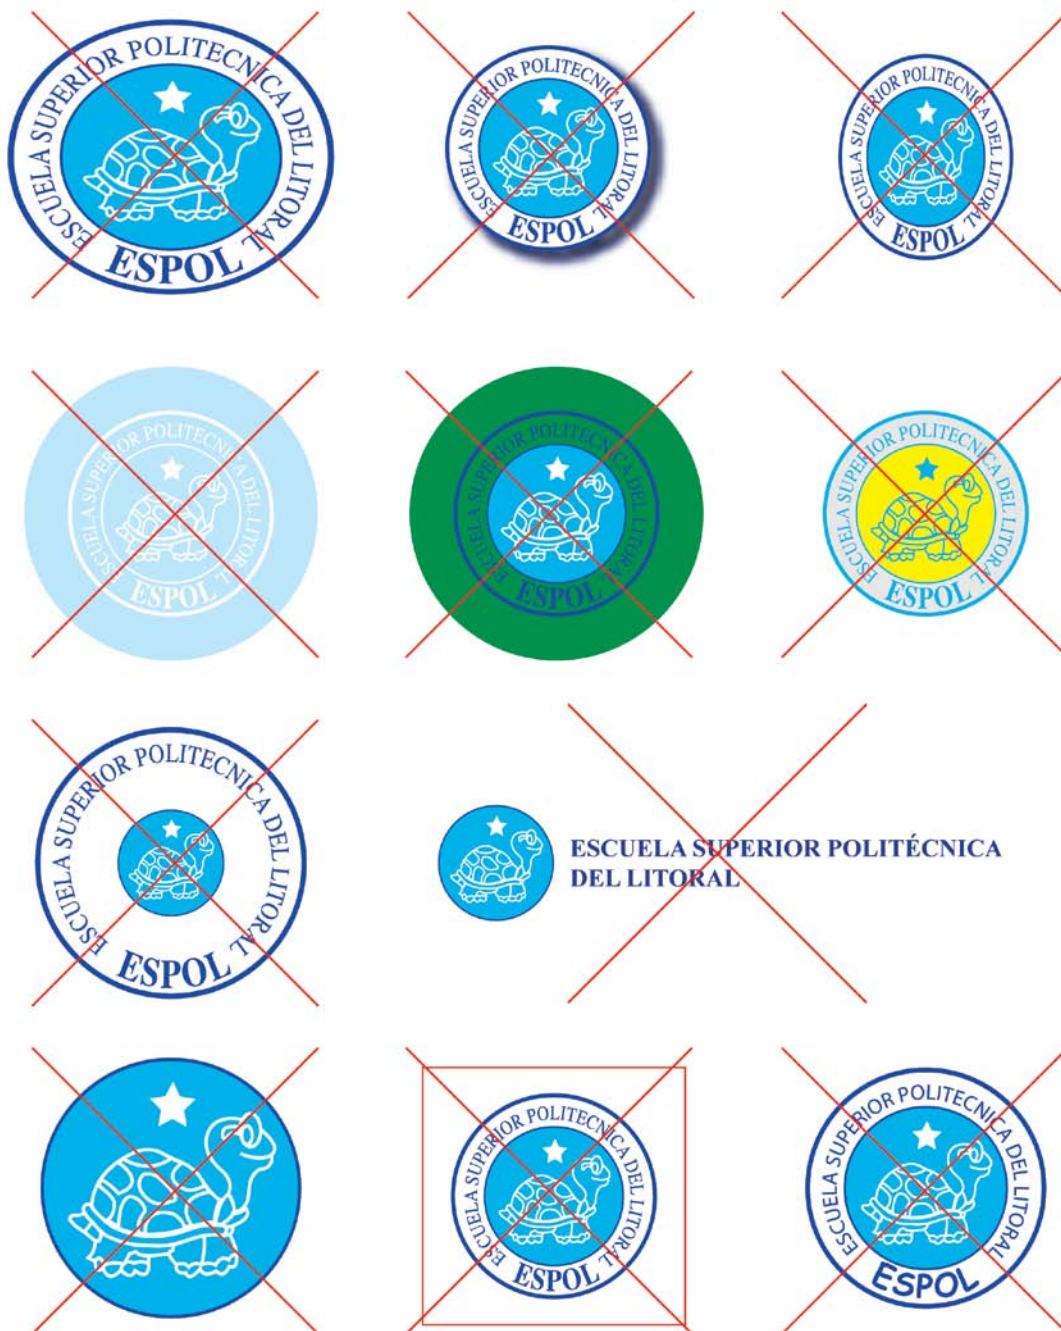 ESCUELA SUPERIOR POLITECNICA DEL LITORAL
ESPOL
ESCUELA SUPERIOR POLITECNICA DEL LITORAL
ESPOL
ESCUELA SUPERIOR POLITECNICA DEL LITORAL
ESPOL
ESCUELA SUPERIOR POLITECNICA DEL LITORAL
ESPOL
ESCUELA SUPERIOR POLITECNICA DEL LITORAL
ESPOL
ESCUELA SUPERIOR POLITECNICA DEL LITORAL
ESPOL
ESCUELA SUPERIOR POLITECNICA DEL LITORAL
ESPOL
ESCUELA SUPERIOR POLITÉCNICA
DEL LITORAL
ESCUELA SUPERIOR POLITECNICA DEL LITORAL
ESPOL
ESCUELA SUPERIOR POLITECNICA DEL LITORAL
ESPOL